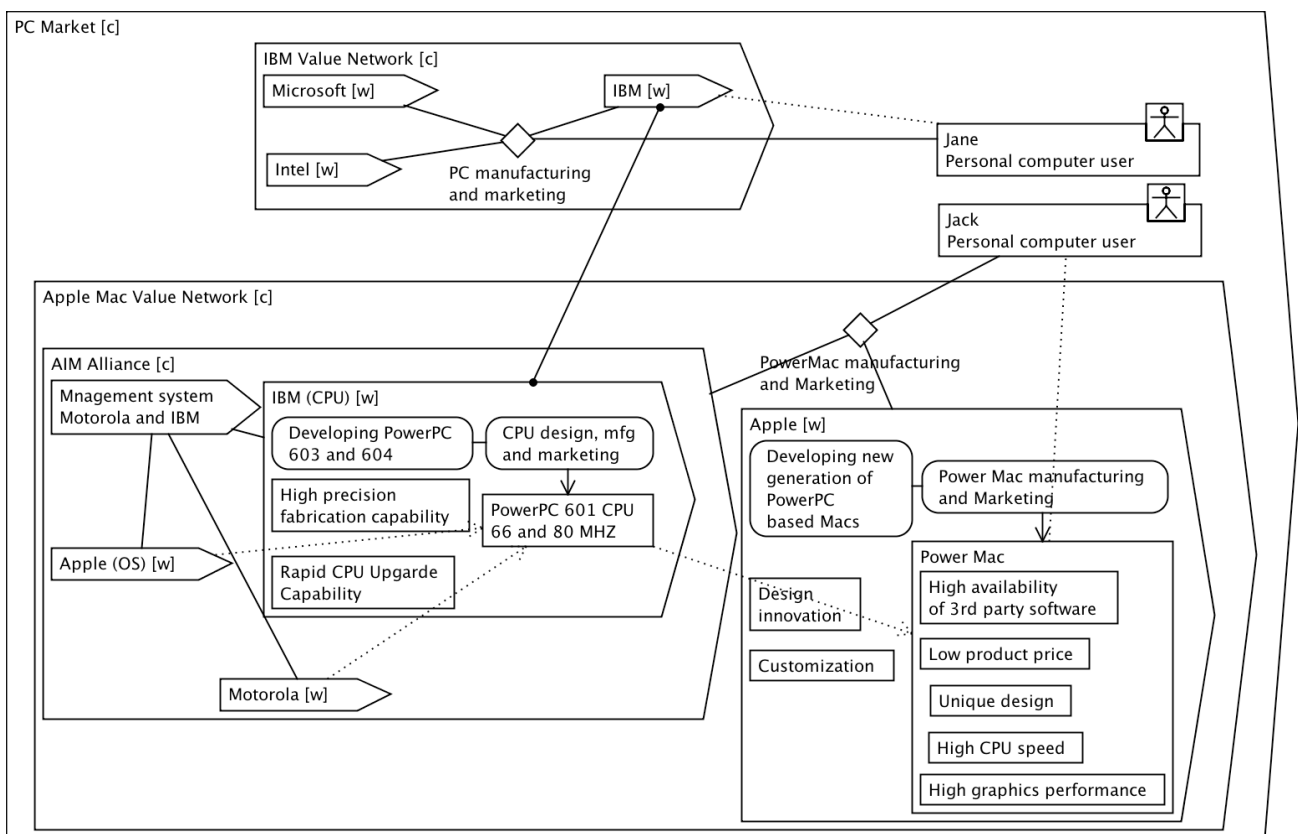 PC Market [c]
IBM Value Network [c]
Microsoft [w]
IBM [w]
Intel [w]
PC manufacturing
and marketing
Jane
Personal computer user
Jack
Personal computer user
Apple Mac Value Network [c]
AIM Alliance [c]
Mnagement system
Motorola and IBM
IBM (CPU) [w]
Developing PowerPC
603 and 604
CPU design, mfg
and marketing
High precision
fabrication capability
PowerPC 601 CPU
66 and 80 MHZ
Apple (OS) [w]
Rapid CPU Upgarde
Capability
Motorola [w]
PowerMac manufacturing
and Marketing
Apple [w]
Developing new
generation of
PowerPC
based Macs
Power Mac manufacturing
and Marketing
Design
innovation
Customization
Power Mac
High availability
of 3rd party software
Low product price
Unique design
High CPU speed
High graphics performance